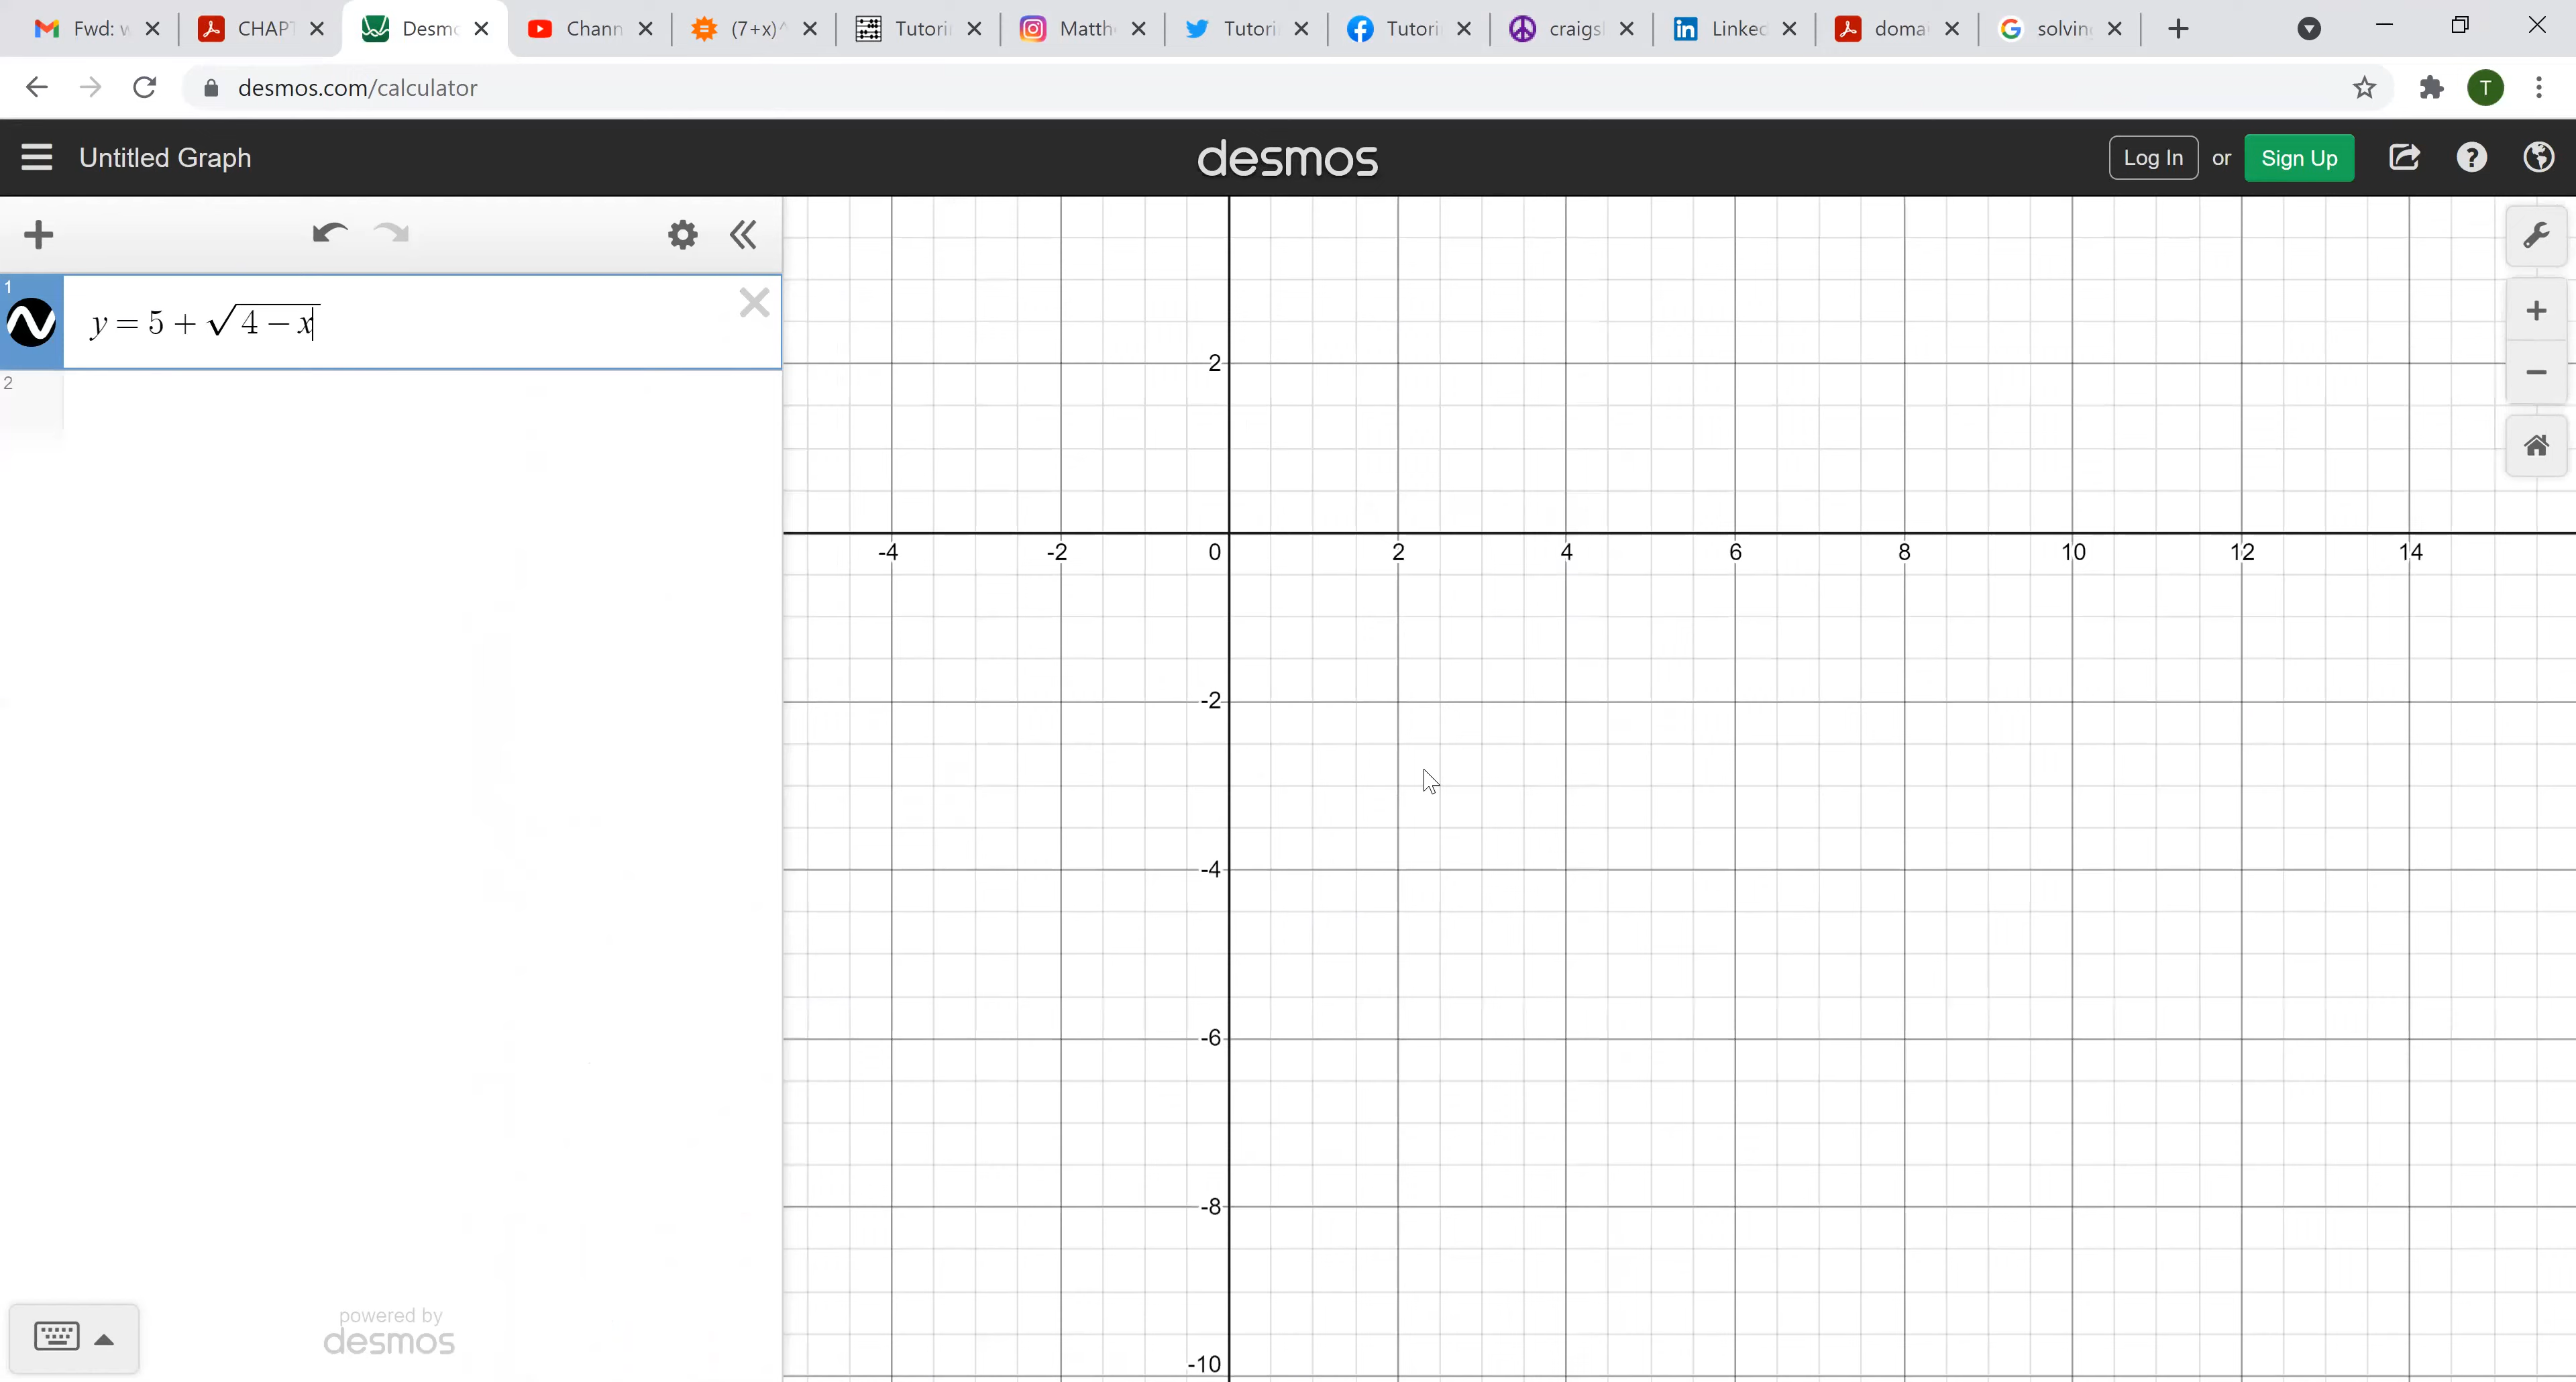 Fwd: w CHAPT Desmo Chann (7+x)^ Tutori Matth Tutori Tutori craigsl Linked domai solvin
desmos.com/calculator T
Untitled Graph desmos Log In or Sign Up
1
y = 5 + √4 − x
2
2
-4 -2 0 2 4 6 8 10 12 14
-2
-4
-6
-8
-10
powered by
desmos